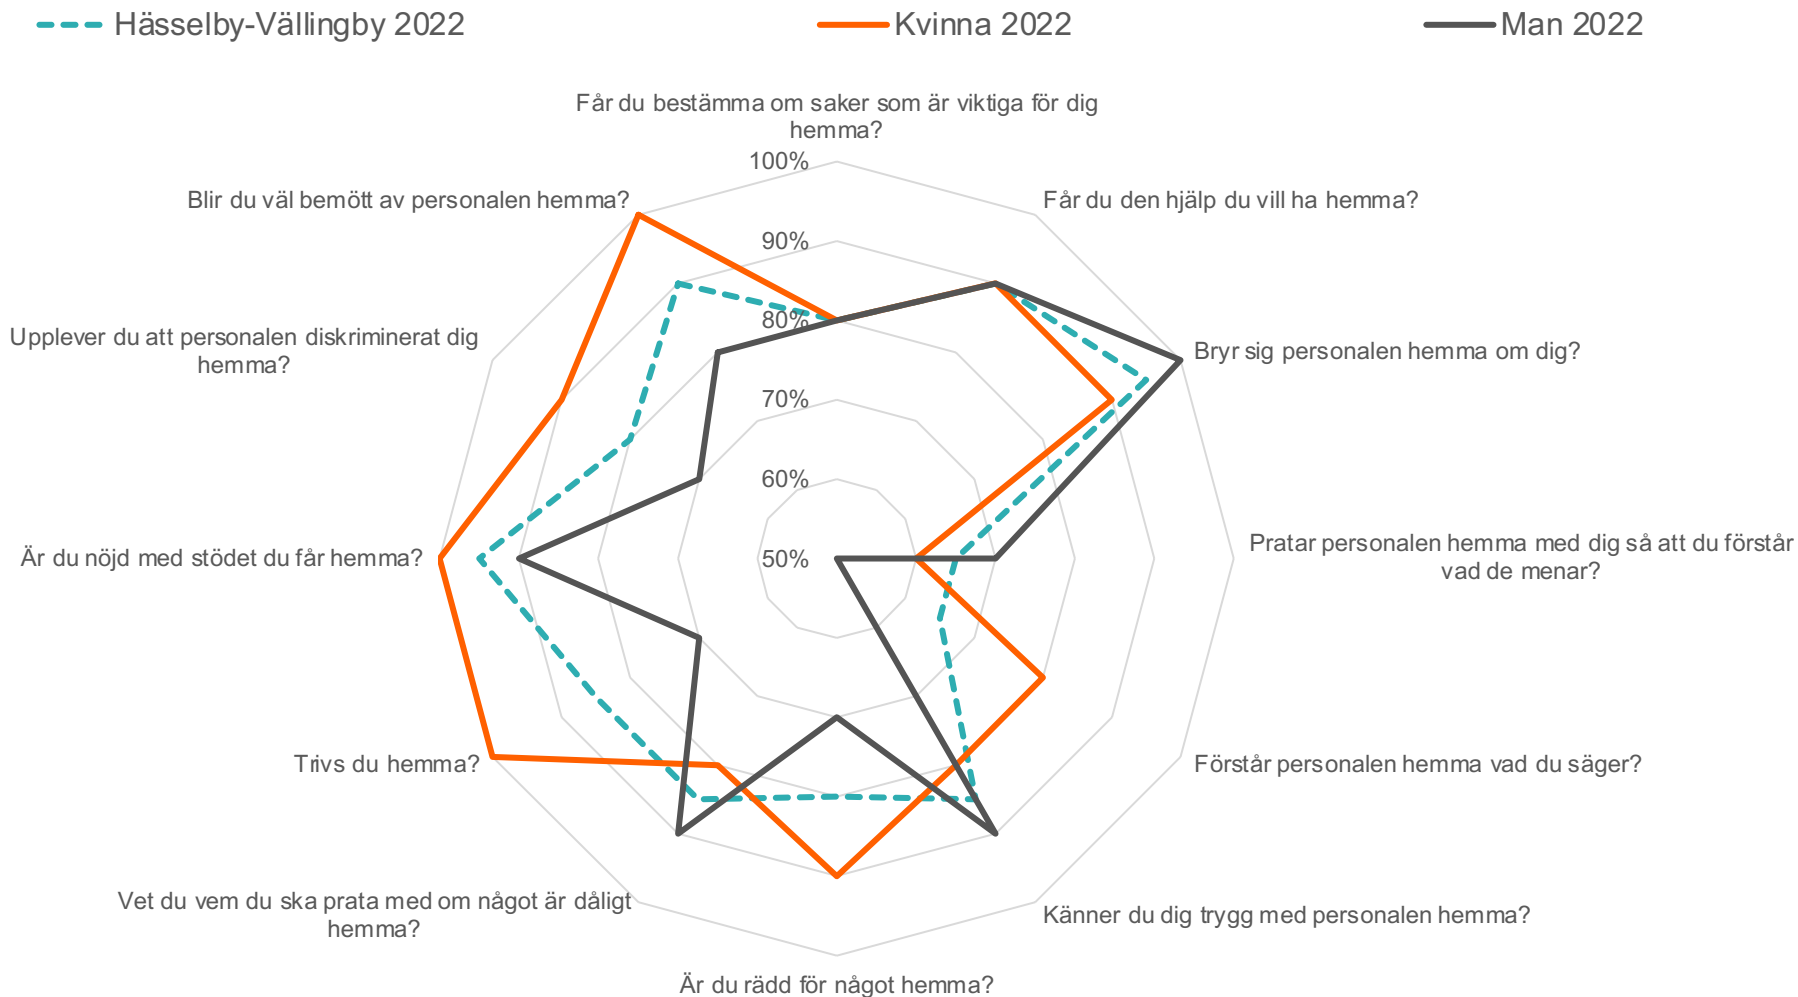 Hässelby-Vällingby 2022
Kvinna 2022
Man 2022
Får du bestämma om saker som är viktiga för dig
hemma?
100%
90%
80%
70%
60%
50%
Blir du väl bemött av personalen hemma?
Får du den hjälp du vill ha hemma?
Upplever du att personalen diskriminerat dig
hemma?
Bryr sig personalen hemma om dig?
Är du nöjd med stödet du får hemma?
Pratar personalen hemma med dig så att du förstår
vad de menar?
Trivs du hemma?
Förstår personalen hemma vad du säger?
Vet du vem du ska prata med om något är dåligt
hemma?
Känner du dig trygg med personalen hemma?
Är du rädd för något hemma?